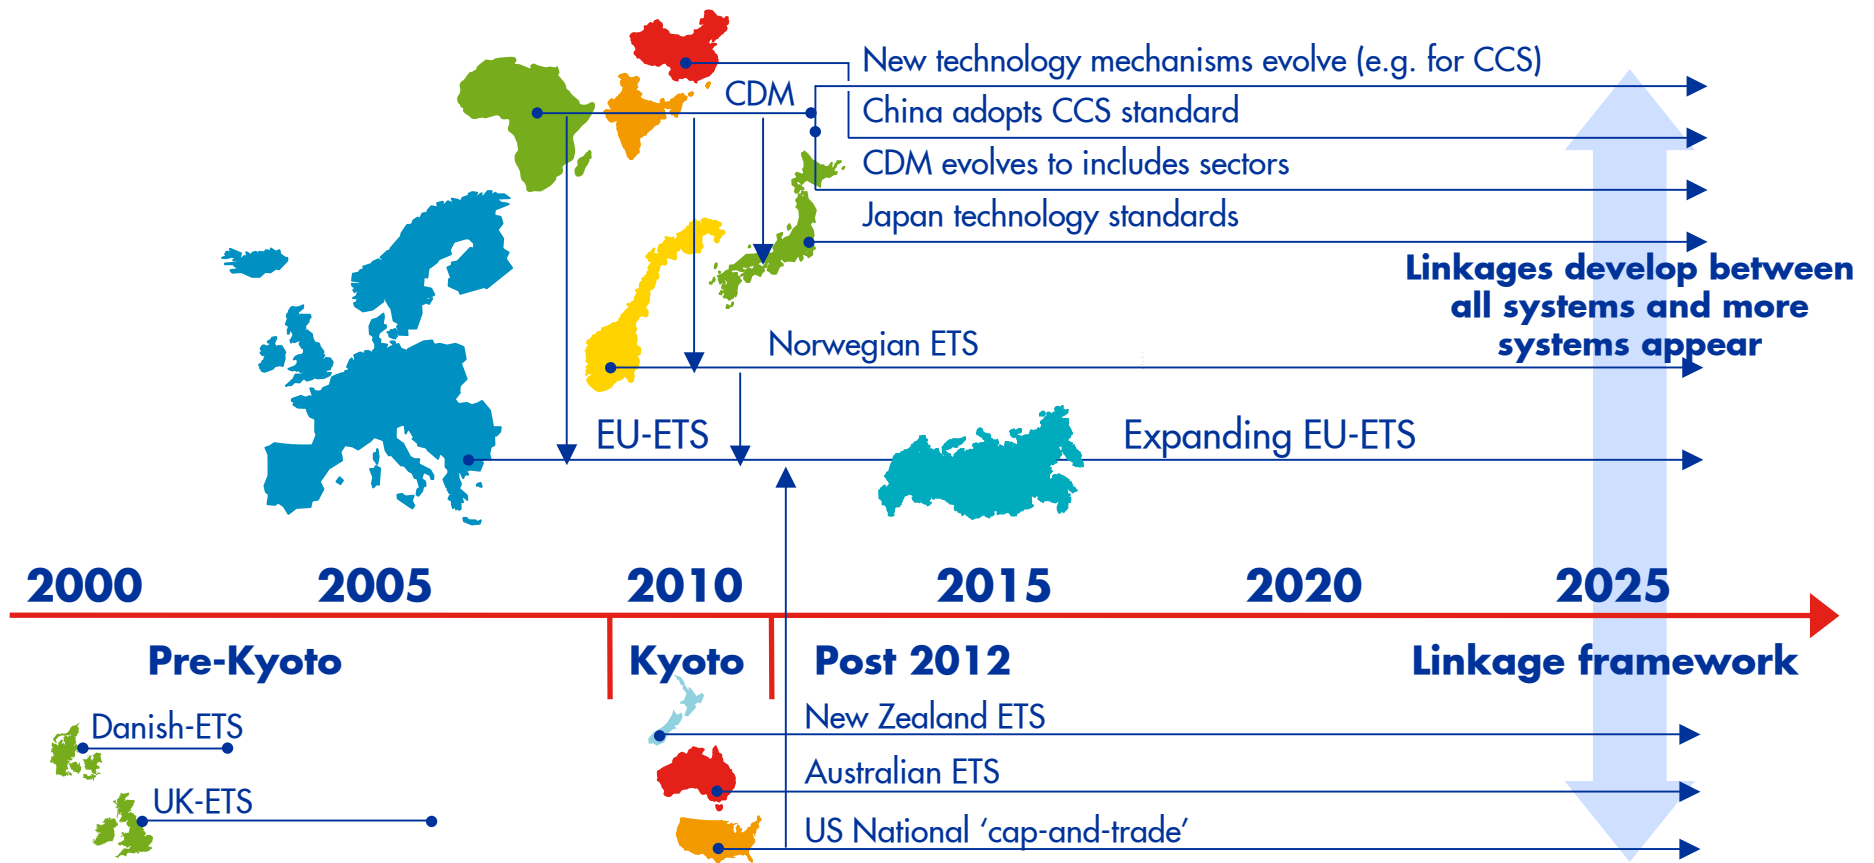 New technology mechanisms evolve (e.g. for CCS)
CDM
China adopts CCS standard
CDM evolves to includes sectors
Japan technology standards
Linkages develop between
all systems and more
systems appear
Norwegian ETS
EU-ETS
Expanding EU-ETS
2000
2005
2010
2015
2020
2025
Pre-Kyoto
Kyoto
Post 2012
Linkage framework
Danish-ETS
New Zealand ETS
Australian ETS
UK-ETS
US National ‘cap-and-trade’